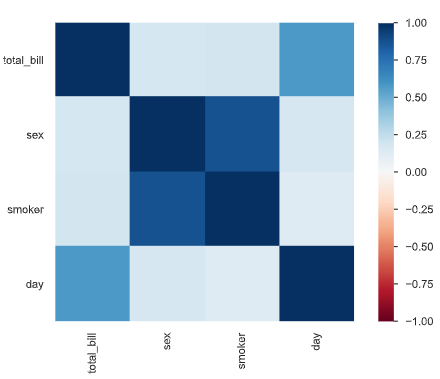 1.00
total_bill
0.75
0.50
sex
0.25
0.00
smoker
−0.25
−0.50
day
−0.75
−1.00
total_bill
sex
smoker
day